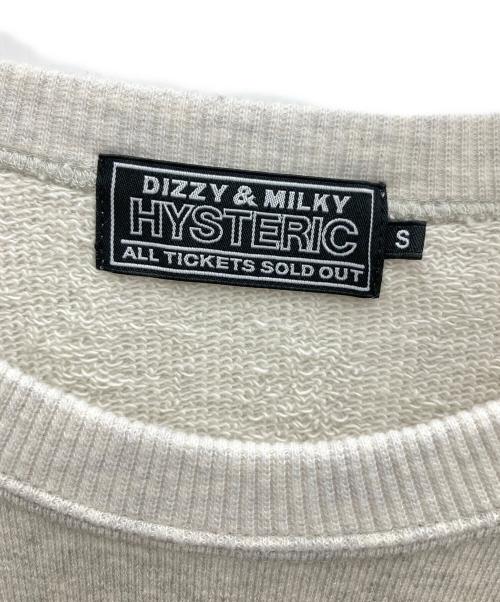 DIZZY & MILKY
HYSTERIC
ALL TICKETS SOLD OUT
S